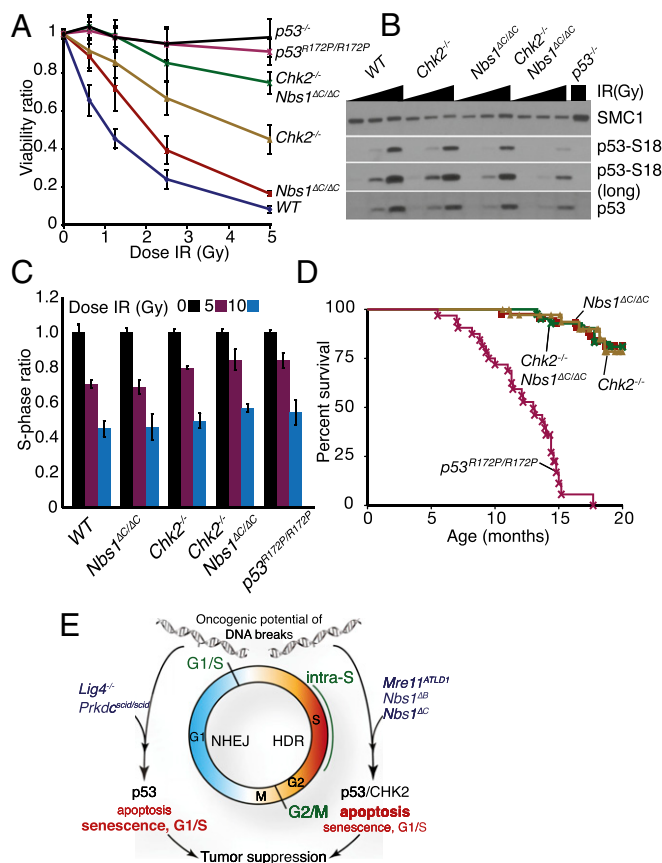 A
p53-/-
p53R172P/R172P
Chk2-/-
Nbs1ΔC/ΔC
Chk2-/-
Nbs1ΔC/ΔC
WT
Viability ratio
1
0.8
0.6
0.4
0.2
0
0 1 2 3 4 5
Dose IR (Gy)
B
WT
Chk2-/-
Nbs1ΔC/ΔC
Chk2-/-
Nbs1ΔC/ΔC
p53-/-
IR(Gy)
SMC1
p53-S18
p53-S18
(long)
p53
C
Dose IR (Gy) 0 5 10
S-phase ratio
1.2
1.0
0.8
0.6
0.4
0.2
0
WT
Nbs1ΔC/ΔC
Chk2-/-
Chk2-/-
Nbs1ΔC/ΔC
p53R172P/R172P
D
Percent survival
100
75
50
25
0
Nbs1ΔC/ΔC
Chk2-/-
Nbs1ΔC/ΔC
Chk2-/-
p53R172P/R172P
0 5 10 15 20
Age (months)
E
Oncogenic potential of
DNA breaks
G1/S
intra-S
Lig4-/-
Prkdcscid/scid
Mre11ATLD1
Nbs1ΔB
Nbs1ΔC
G1
NHEJ
HDR
S
G2
M
G2/M
p53
apoptosis
senescence, G1/S
p53/CHK2
apoptosis
senescence, G1/S
Tumor suppression